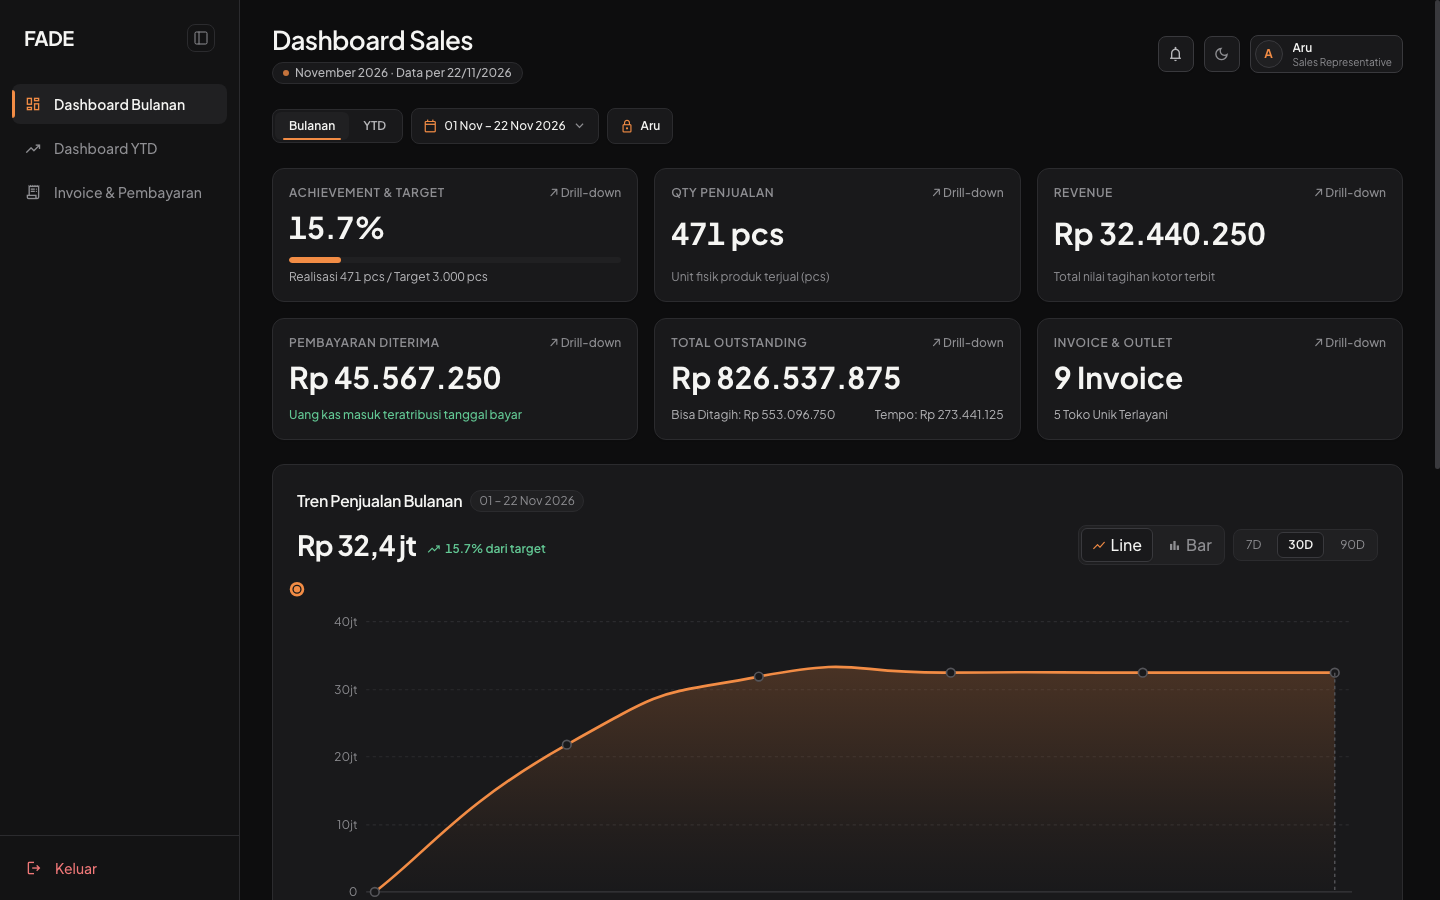 FADE
Dashboard Bulanan
Dashboard YTD
Invoice & Pembayaran
Keluar
Dashboard Sales
November 2026 · Data per 22/11/2026
A
Aru
Sales Representative
Bulanan YTD 01 Nov – 22 Nov 2026 Aru
ACHIEVEMENT & TARGET Drill-down
15.7%
Realisasi 471 pcs / Target 3.000 pcs
QTY PENJUALAN Drill-down
471 pcs
Unit fisik produk terjual (pcs)
REVENUE Drill-down
Rp 32.440.250
Total nilai tagihan kotor terbit
PEMBAYARAN DITERIMA Drill-down
Rp 45.567.250
Uang kas masuk teratribusi tanggal bayar
TOTAL OUTSTANDING Drill-down
Rp 826.537.875
Bisa Ditagih: Rp 553.096.750 Tempo: Rp 273.441.125
INVOICE & OUTLET Drill-down
9 Invoice
5 Toko Unik Terlayani
Tren Penjualan Bulanan 01 – 22 Nov 2026
Rp 32,4 jt 15.7% dari target
Line Bar 7D 30D 90D
40jt
30jt
20jt
10jt
0